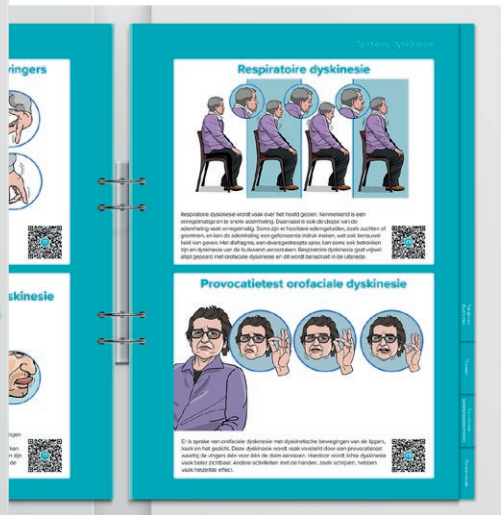 vingers
skinesie
Tardieve dyskinesie
Respiratoire dyskinesie
Respiratoire dyskinesie wordt vaak over het hoofd gezien. Kenmerkend is een
onregelmatige en te snelle ademhaling. Daarnaast is ook de diepte van de
ademhaling vaak onregelmatig. Soms zijn er hoorbare ademgeluiden, zoals zuchten of
grommen, en kan de ademhaling een geforceerde indruk maken, wat ook benauwd-
heid kan geven. Het diafragma, een dwarsgestreepte spier, kan soms ook betrokken
zijn en dyskinesie van de buikwand veroorzaken. Respiratoire dyskinesie gaat vrijwel
altijd gepaard met orofaciale dyskinesie en dit wordt benadrukt in de uitsnede.
Provocatietest orofaciale dyskinesie
Er is sprake van orofaciale dyskinesie met dyskinetische bewegingen van de lippen,
kaak en het gezicht. Deze dyskinesie wordt vaak versterkt door een provocatietest
waarbij de vingers één voor één de duim aanraken. Hierdoor wordt lichte dyskinesie
vaak beter zichtbaar. Andere activiteiten met de handen, zoals schrijven, hebben
vaak hetzelfde effect.